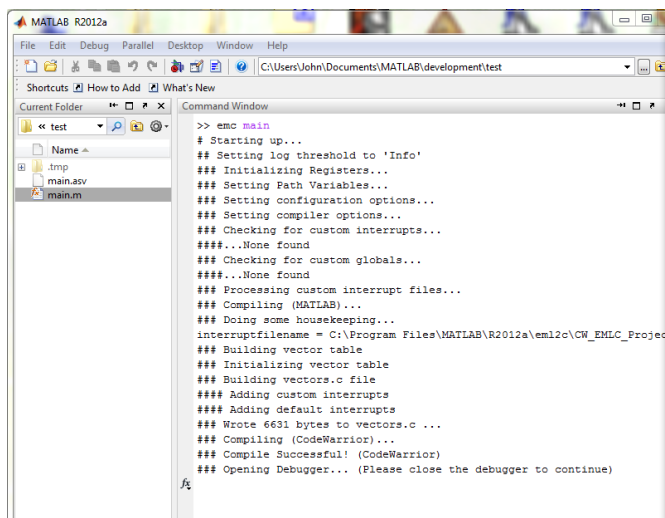 MATLAB R2012a
File Edit Debug Parallel Desktop Window Help
C:\Users\John\Documents\MATLAB\development\test
Shortcuts How to Add What's New
Current Folder
Command Window
« test
Name
.tmp
main.asv
main.m
>> emc main
# Starting up...
## Setting log threshold to 'Info'
### Initializing Registers...
### Setting Path Variables...
### Setting configuration options...
### Setting compiler options...
### Checking for custom interrupts...
####...None found
### Checking for custom globals...
####...None found
### Processing custom interrupt files...
### Compiling (MATLAB)...
### Doing some housekeeping...
interruptfilename = C:\Program Files\MATLAB\R2012a\eml2c\CW_EMLC_Projec
### Building vector table
### Initializing vector table
### Building vectors.c file
#### Adding custom interrupts
#### Adding default interrupts
### Wrote 6631 bytes to vectors.c ...
### Compiling (CodeWarrior)...
### Compile Successful! (CodeWarrior)
### Opening Debugger... (Please close the debugger to continue)
fx